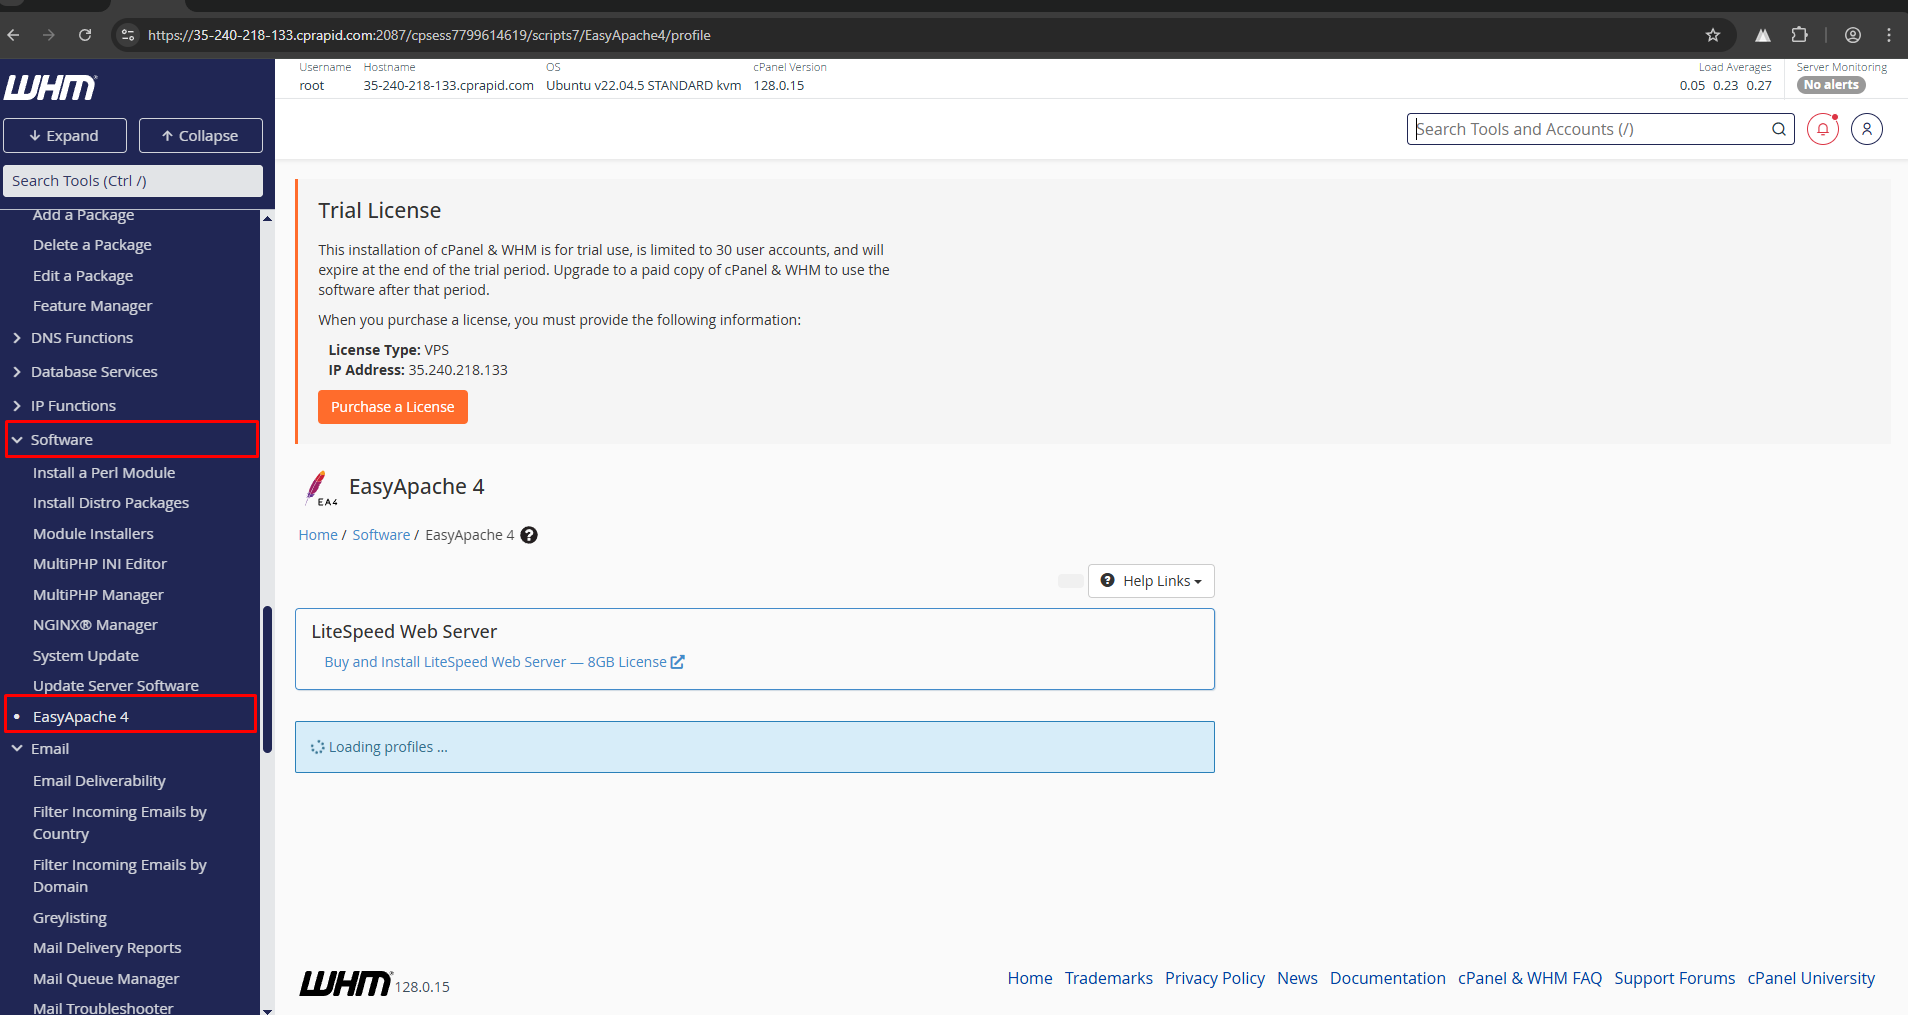 https://35-240-218-133.cprapid.com:2087/cpsess7799614619/scripts7/EasyApache4/profile
WHM
Expand
Collapse
Search Tools (Ctrl /)
Add a Package
Delete a Package
Edit a Package
Feature Manager
DNS Functions
Database Services
IP Functions
Software
Install a Perl Module
Install Distro Packages
Module Installers
MultiPHP INI Editor
MultiPHP Manager
NGINX® Manager
System Update
Update Server Software
EasyApache 4
Email
Email Deliverability
Filter Incoming Emails by
Country
Filter Incoming Emails by
Domain
Greylisting
Mail Delivery Reports
Mail Queue Manager
Mail Troubleshooter
Username Hostname OS cPanel Version Load Averages Server Monitoring
root 35-240-218-133.cprapid.com Ubuntu v22.04.5 STANDARD kvm 128.0.15 0.05 0.23 0.27 No alerts
Search Tools and Accounts (/)
Trial License
This installation of cPanel & WHM is for trial use, is limited to 30 user accounts, and will
expire at the end of the trial period. Upgrade to a paid copy of cPanel & WHM to use the
software after that period.
When you purchase a license, you must provide the following information:
License Type: VPS
IP Address: 35.240.218.133
Purchase a License
EA4 EasyApache 4
Home / Software / EasyApache 4
Help Links
LiteSpeed Web Server
Buy and Install LiteSpeed Web Server — 8GB License
Loading profiles ...
WHM 128.0.15
Home Trademarks Privacy Policy News Documentation cPanel & WHM FAQ Support Forums cPanel University